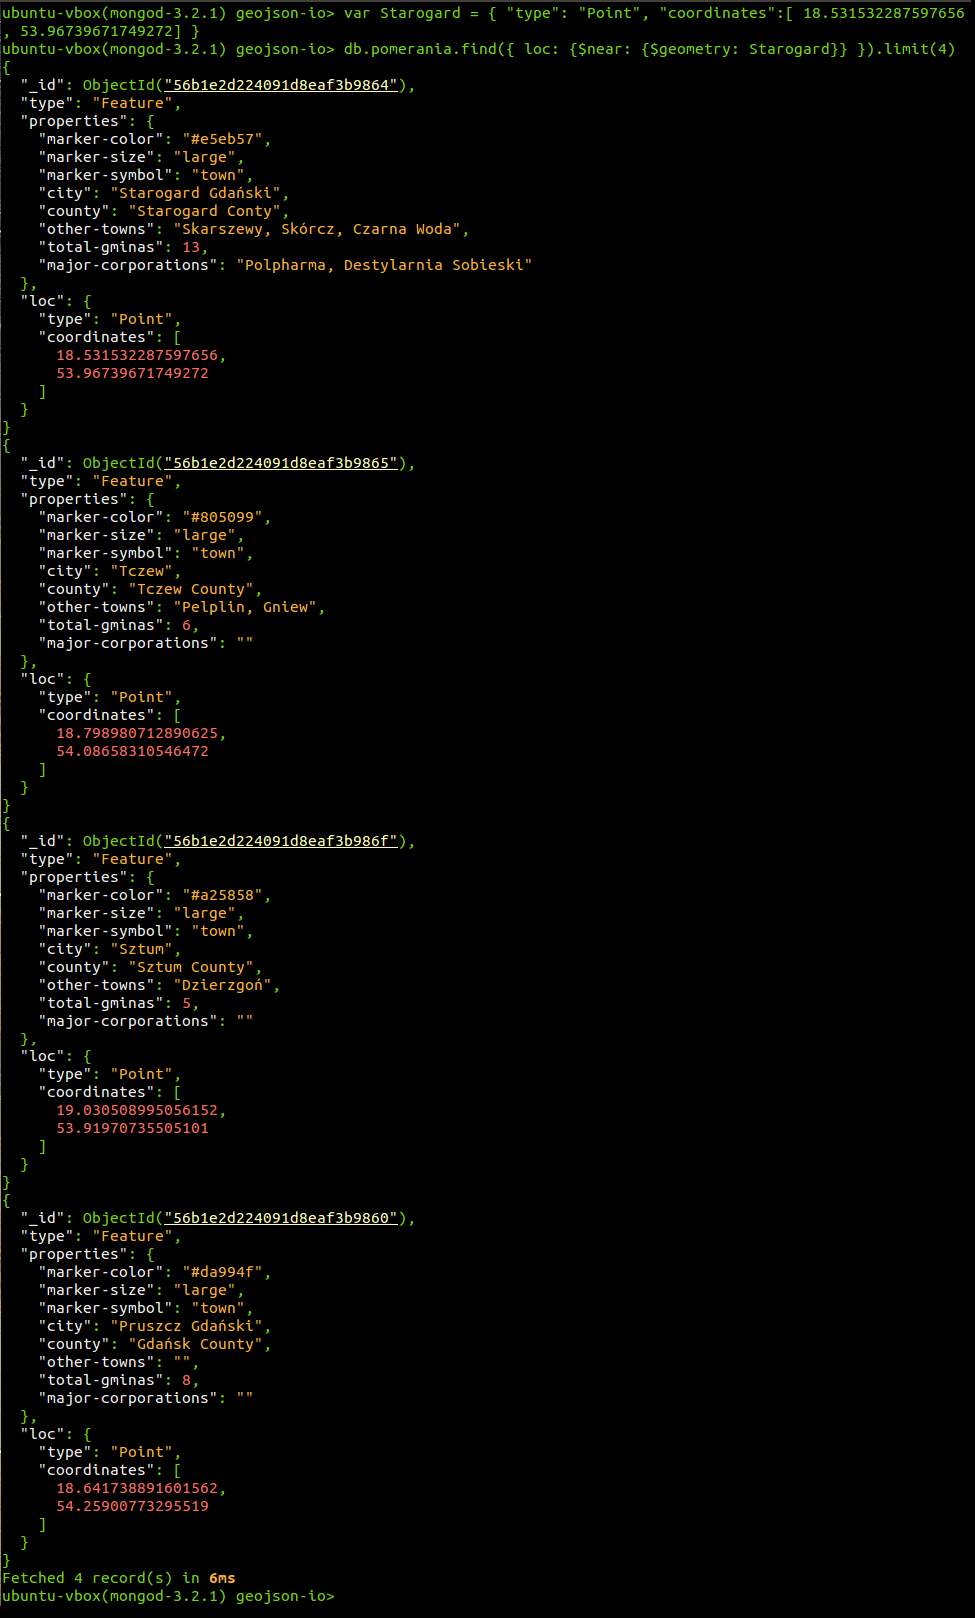 ubuntu-vbox(mongod-3.2.1) geojson-io> var Starogard = { "type": "Point", "coordinates":[ 18.531532287597656
, 53.96739671749272] }
ubuntu-vbox(mongod-3.2.1) geojson-io> db.pomerania.find({ loc: {$near: {$geometry: Starogard}} }).limit(4)
{
  "_id": ObjectId("56b1e2d224091d8eaf3b9864"),
  "type": "Feature",
  "properties": {
    "marker-color": "#e5eb57",
    "marker-size": "large",
    "marker-symbol": "town",
    "city": "Starogard Gdański",
    "county": "Starogard Conty",
    "other-towns": "Skarszewy, Skórcz, Czarna Woda",
    "total-gminas": 13,
    "major-corporations": "Polpharma, Destylarnia Sobieski"
  },
  "loc": {
    "type": "Point",
    "coordinates": [
      18.531532287597656,
      53.96739671749272
    ]
  }
}
{
  "_id": ObjectId("56b1e2d224091d8eaf3b9865"),
  "type": "Feature",
  "properties": {
    "marker-color": "#805099",
    "marker-size": "large",
    "marker-symbol": "town",
    "city": "Tczew",
    "county": "Tczew County",
    "other-towns": "Pelplin, Gniew",
    "total-gminas": 6,
    "major-corporations": ""
  },
  "loc": {
    "type": "Point",
    "coordinates": [
      18.798980712890625,
      54.08658310546472
    ]
  }
}
{
  "_id": ObjectId("56b1e2d224091d8eaf3b986f"),
  "type": "Feature",
  "properties": {
    "marker-color": "#a25858",
    "marker-size": "large",
    "marker-symbol": "town",
    "city": "Sztum",
    "county": "Sztum County",
    "other-towns": "Dzierzgoń",
    "total-gminas": 5,
    "major-corporations": ""
  },
  "loc": {
    "type": "Point",
    "coordinates": [
      19.030508995056152,
      53.91970735505101
    ]
  }
}
{
  "_id": ObjectId("56b1e2d224091d8eaf3b9860"),
  "type": "Feature",
  "properties": {
    "marker-color": "#da994f",
    "marker-size": "large",
    "marker-symbol": "town",
    "city": "Pruszcz Gdański",
    "county": "Gdańsk County",
    "other-towns": "",
    "total-gminas": 8,
    "major-corporations": ""
  },
  "loc": {
    "type": "Point",
    "coordinates": [
      18.641738891601562,
      54.25900773295519
    ]
  }
}
Fetched 4 record(s) in 6ms
ubuntu-vbox(mongod-3.2.1) geojson-io>